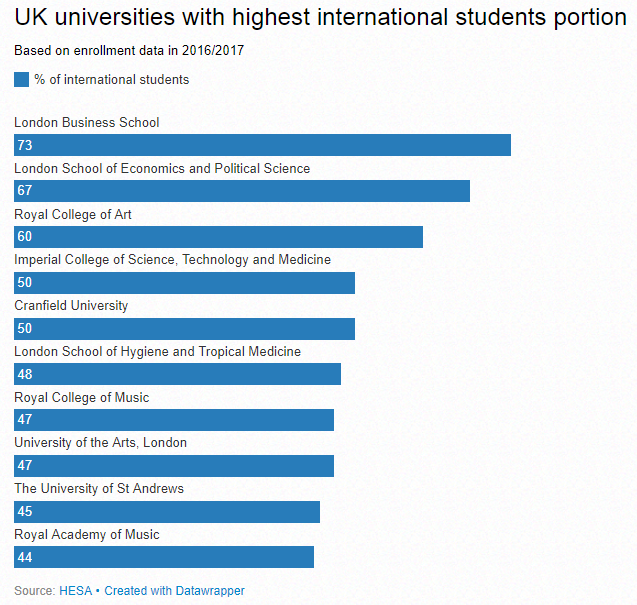 UK universities with highest international students portion
Based on enrollment data in 2016/2017
% of international students
London Business School
73
London School of Economics and Political Science
67
Royal College of Art
60
Imperial College of Science, Technology and Medicine
50
Cranfield University
50
London School of Hygiene and Tropical Medicine
48
Royal College of Music
47
University of the Arts, London
47
The University of St Andrews
45
Royal Academy of Music
44
Source: HESA • Created with Datawrapper